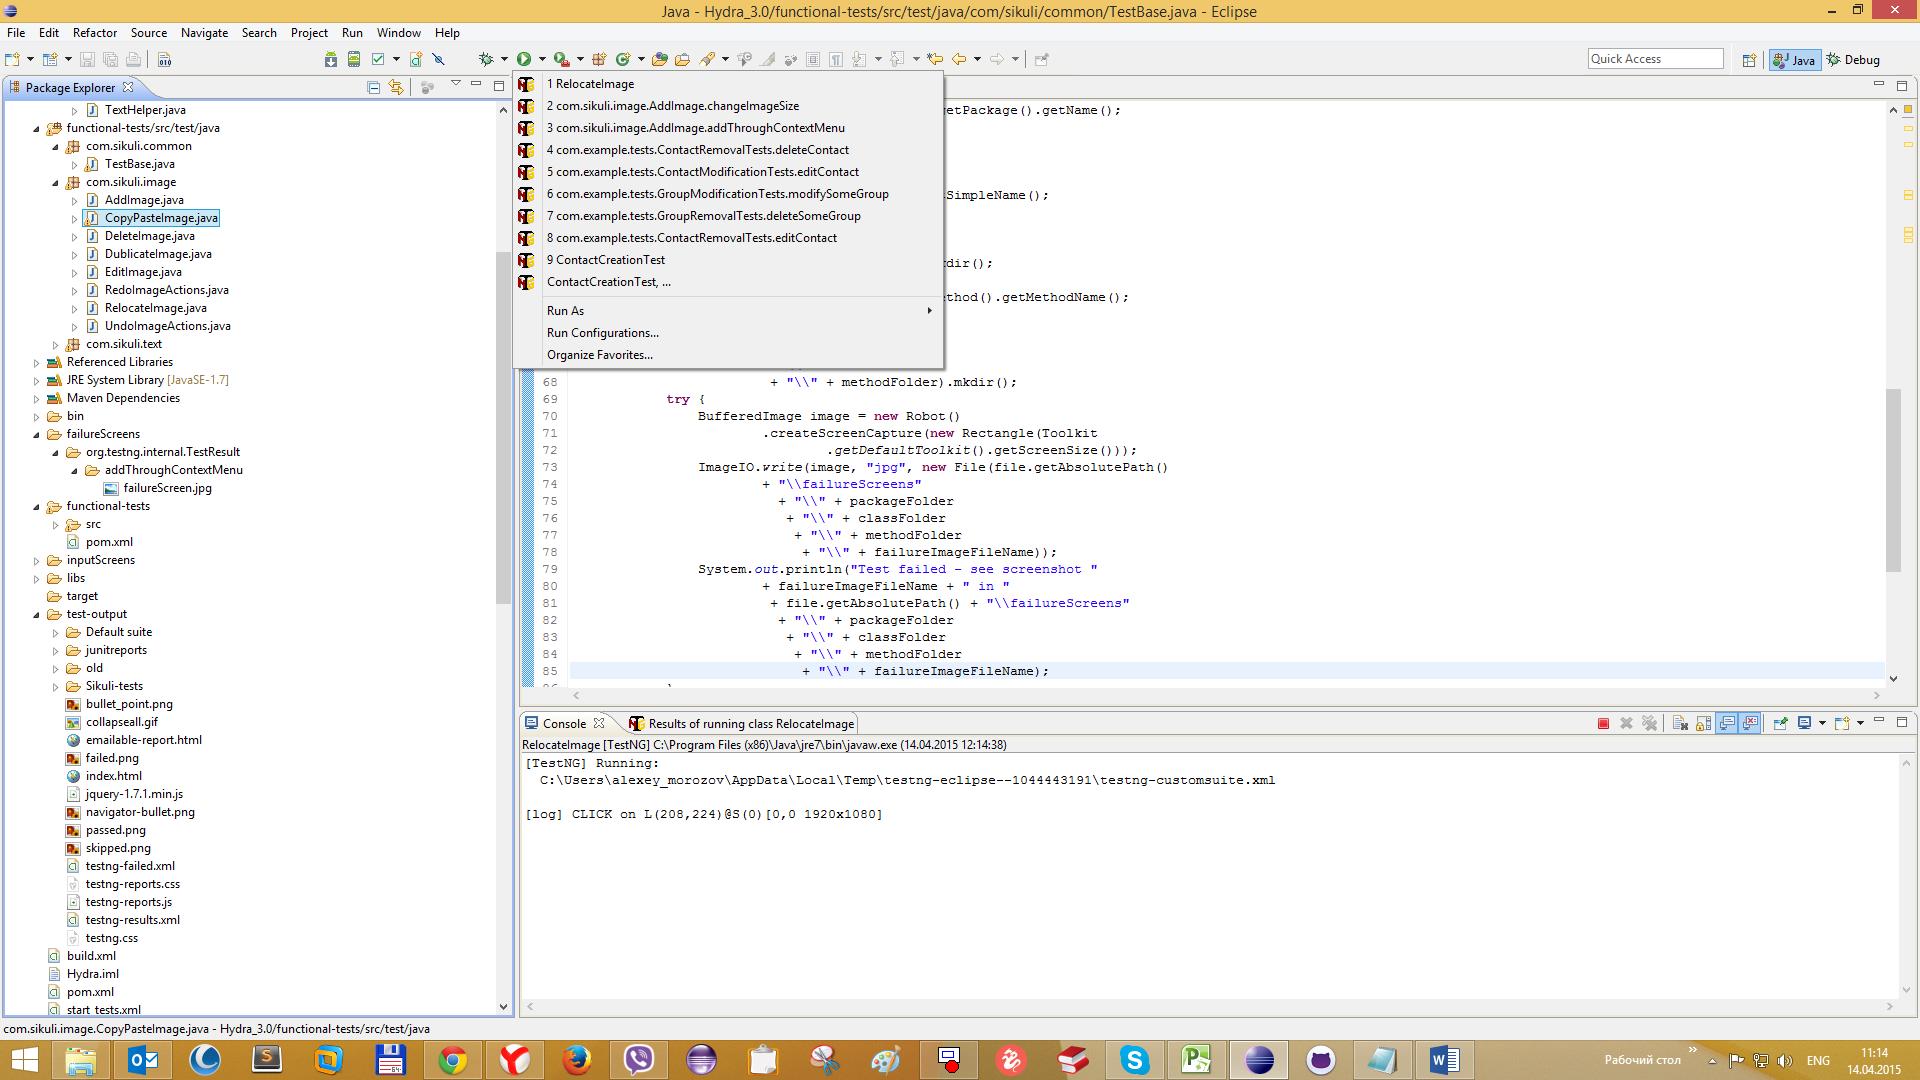 Java - Hydra_3.0/functional-tests/src/test/java/com/sikuli/common/TestBase.java - Eclipse
File Edit Refactor Source Navigate Search Project Run Window Help
Quick Access
Java
Debug
Package Explorer
TextHelper.java
functional-tests/src/test/java
com.sikuli.common
TestBase.java
com.sikuli.image
AddImage.java
CopyPasteImage.java
DeleteImage.java
DublicateImage.java
EditImage.java
RedoImageActions.java
RelocateImage.java
UndoImageActions.java
com.sikuli.text
Referenced Libraries
JRE System Library [JavaSE-1.7]
Maven Dependencies
bin
failureScreens
org.testng.internal.TestResult
addThroughContextMenu
failureScreen.jpg
functional-tests
src
pom.xml
inputScreens
libs
target
test-output
Default suite
junitreports
old
Sikuli-tests
bullet_point.png
collapseall.gif
emailable-report.html
failed.png
index.html
jquery-1.7.1.min.js
navigator-bullet.png
passed.png
skipped.png
testng-failed.xml
testng-reports.css
testng-reports.js
testng-results.xml
testng.css
build.xml
Hydra.iml
pom.xml
start tests.xml
1 RelocateImage
2 com.sikuli.image.AddImage.changeImageSize
3 com.sikuli.image.AddImage.addThroughContextMenu
4 com.example.tests.ContactRemovalTests.deleteContact
5 com.example.tests.ContactModificationTests.editContact
6 com.example.tests.GroupModificationTests.modifySomeGroup
7 com.example.tests.GroupRemovalTests.deleteSomeGroup
8 com.example.tests.ContactRemovalTests.editContact
9 ContactCreationTest
ContactCreationTest, ...
Run As
Run Configurations...
Organize Favorites...
etPackage().getName();
SimpleName();
dir();
thod().getMethodName();
68 + "\\" + methodFolder).mkdir();
69 try {
70 BufferedImage image = new Robot()
71 .createScreenCapture(new Rectangle(Toolkit
72 .getDefaultToolkit().getScreenSize()));
73 ImageIO.write(image, "jpg", new File(file.getAbsolutePath()
74 + "\\failureScreens"
75 + "\\" + packageFolder
76 + "\\" + classFolder
77 + "\\" + methodFolder
78 + "\\" + failureImageFileName));
79 System.out.println("Test failed - see screenshot "
80 + failureImageFileName + " in "
81 + file.getAbsolutePath() + "\\failureScreens"
82 + "\\" + packageFolder
83 + "\\" + classFolder
84 + "\\" + methodFolder
85 + "\\" + failureImageFileName);
Console
Results of running class RelocateImage
RelocateImage [TestNG] C:\Program Files (x86)\Java\jre7\bin\javaw.exe (14.04.2015 12:14:38)
[TestNG] Running:
C:\Users\alexey_morozov\AppData\Local\Temp\testng-eclipse--1044443191\testng-customsuite.xml
[log] CLICK on L(208,224)@S(0)[0,0 1920x1080]
com.sikuli.image.CopyPasteImage.java - Hydra_3.0/functional-tests/src/test/java
Рабочий стол
ENG
11:14
14.04.2015